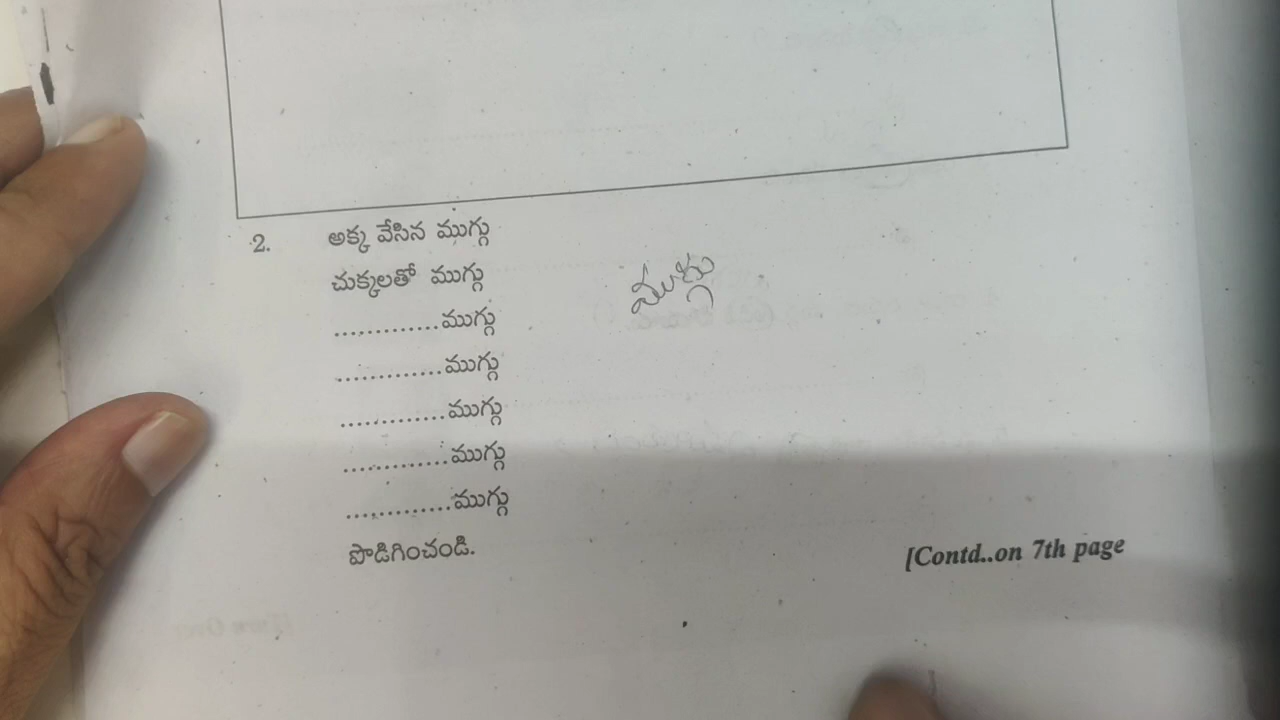 2. అక్క వేసిన ముగ్గు
చుక్కలతో ముగ్గు
ముగ్గు
.............ముగ్గు
.............ముగ్గు
.............ముగ్గు
.............ముగ్గు
.............ముగ్గు
పొడిగించండి.
[Contd..on 7th page